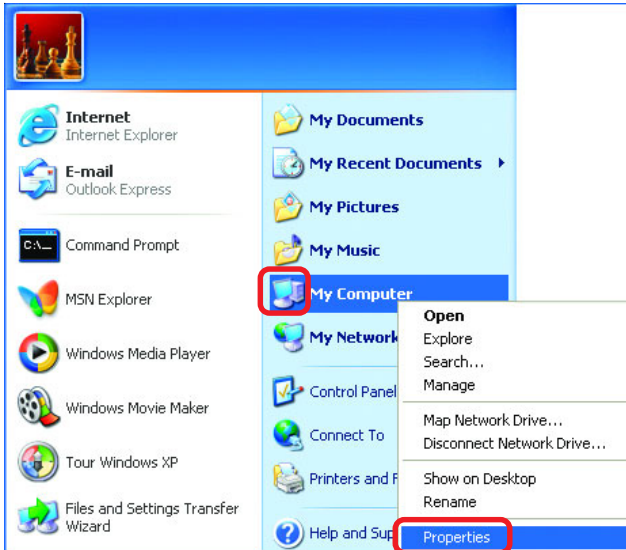 Internet
Internet Explorer
E-mail
Outlook Express
C:\_
Command Prompt
MSN Explorer
Windows Media Player
Windows Movie Maker
Tour Windows XP
Files and Settings Transfer
Wizard
My Documents
My Recent Documents
My Pictures
My Music
My Computer
My Network
Control Panel
Connect To
Printers and F
Help and Sup
Open
Explore
Search...
Manage
Map Network Drive...
Disconnect Network Drive...
Show on Desktop
Rename
Properties